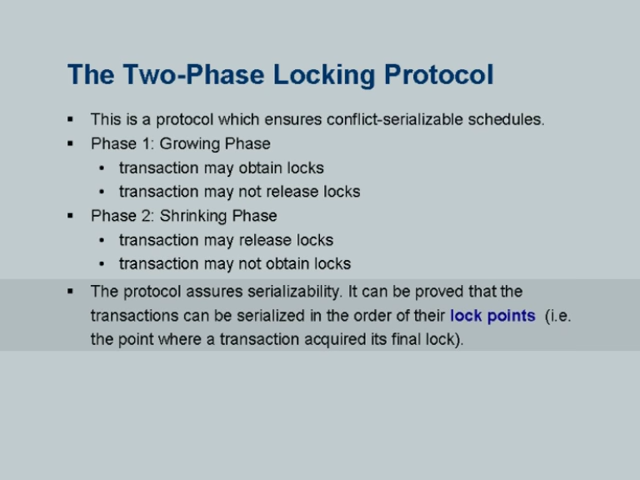 The Two-Phase Locking Protocol
▪ This is a protocol which ensures conflict-serializable schedules.
▪ Phase 1: Growing Phase
• transaction may obtain locks
• transaction may not release locks
▪ Phase 2: Shrinking Phase
• transaction may release locks
• transaction may not obtain locks
▪ The protocol assures serializability. It can be proved that the
transactions can be serialized in the order of their lock points (i.e.
the point where a transaction acquired its final lock).